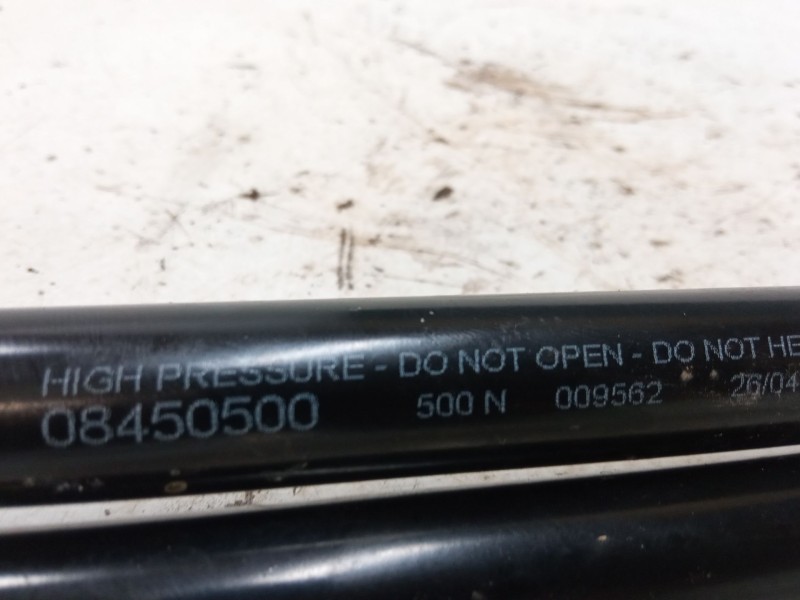 HIGH PRESSURE - DO NOT OPEN - DO NOT HE
08450500 500 N 009562 26/04